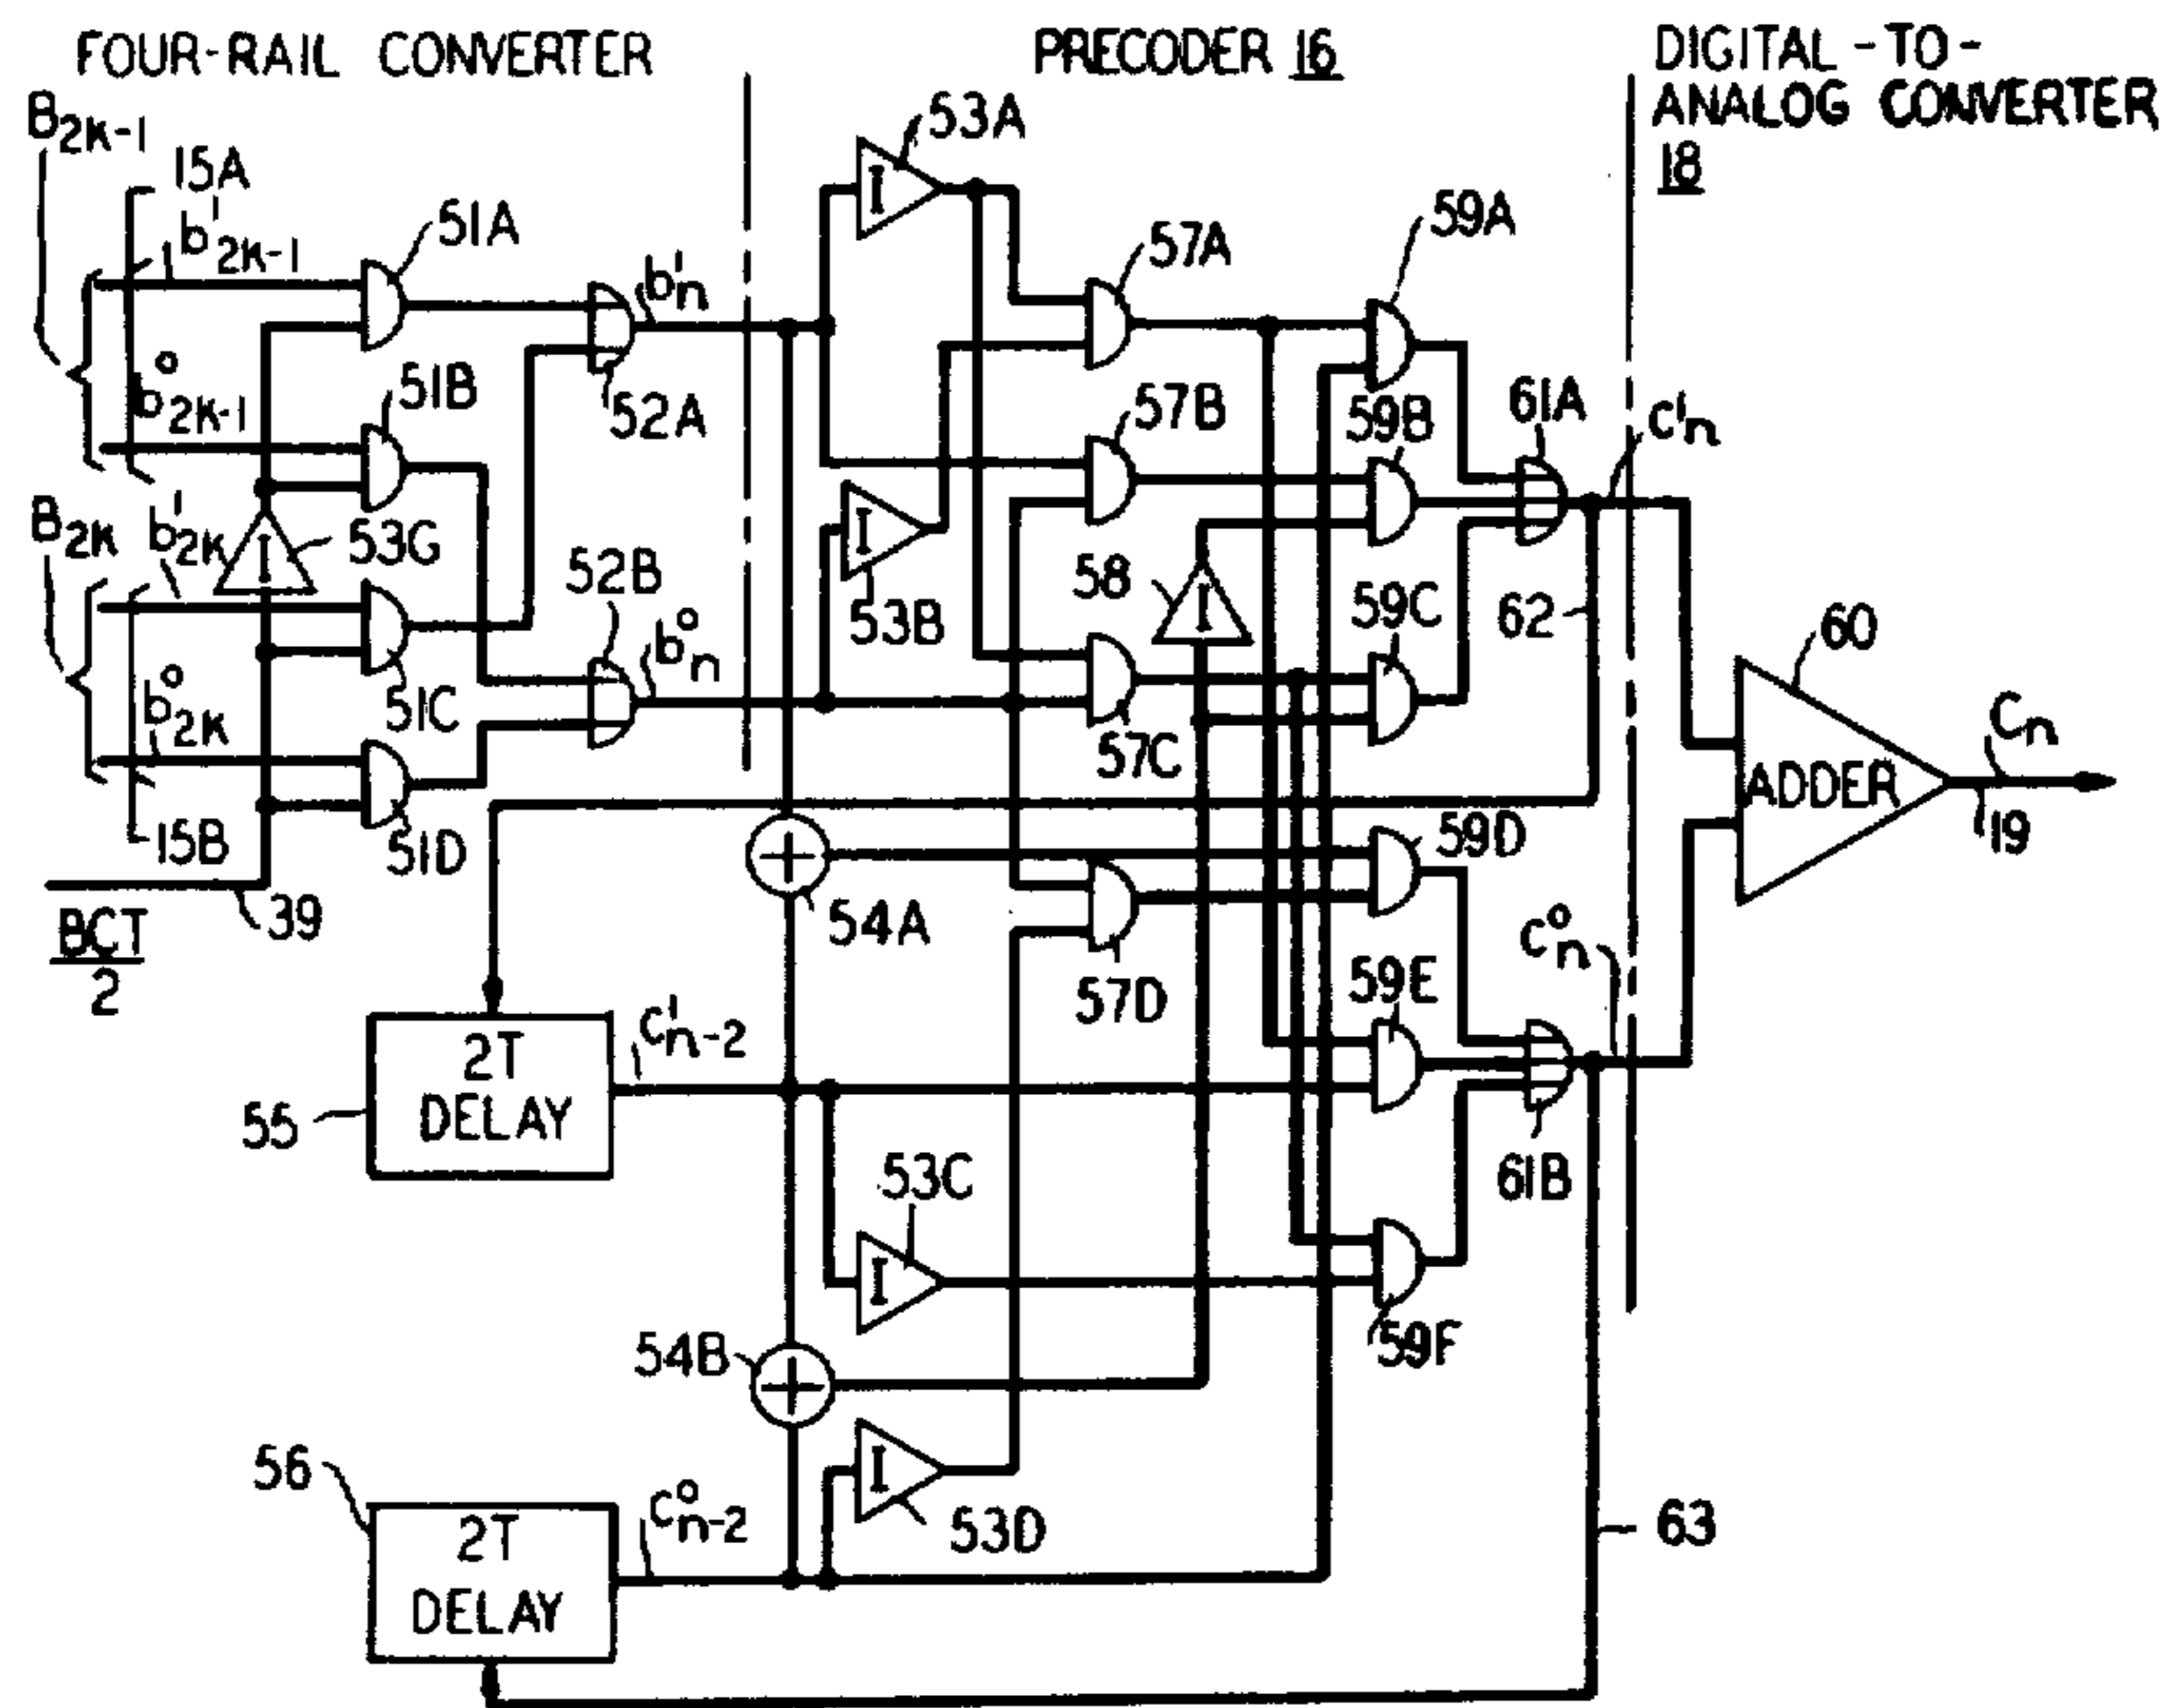 FOUR-RAIL CONVERTER
PRECODER 16
DIGITAL-TO-
ANALOG CONVERTER
18
B2K-1
15A
b'2K-1
51A
53A
57A
59A
b'n
b°2K-1
51B
52A
57B
59B
61A
c'n
B2K
b'2K
53G
52B
53B
58
59C
62
60
b°n
b°2K
51C
57C
Cn
ADDER
19
15B
51D
54A
59D
39
BCT
2
57D
59E
c°n
2T
DELAY
55
c'n-2
53C
61B
54B
59F
56
2T
DELAY
c°n-2
53D
63